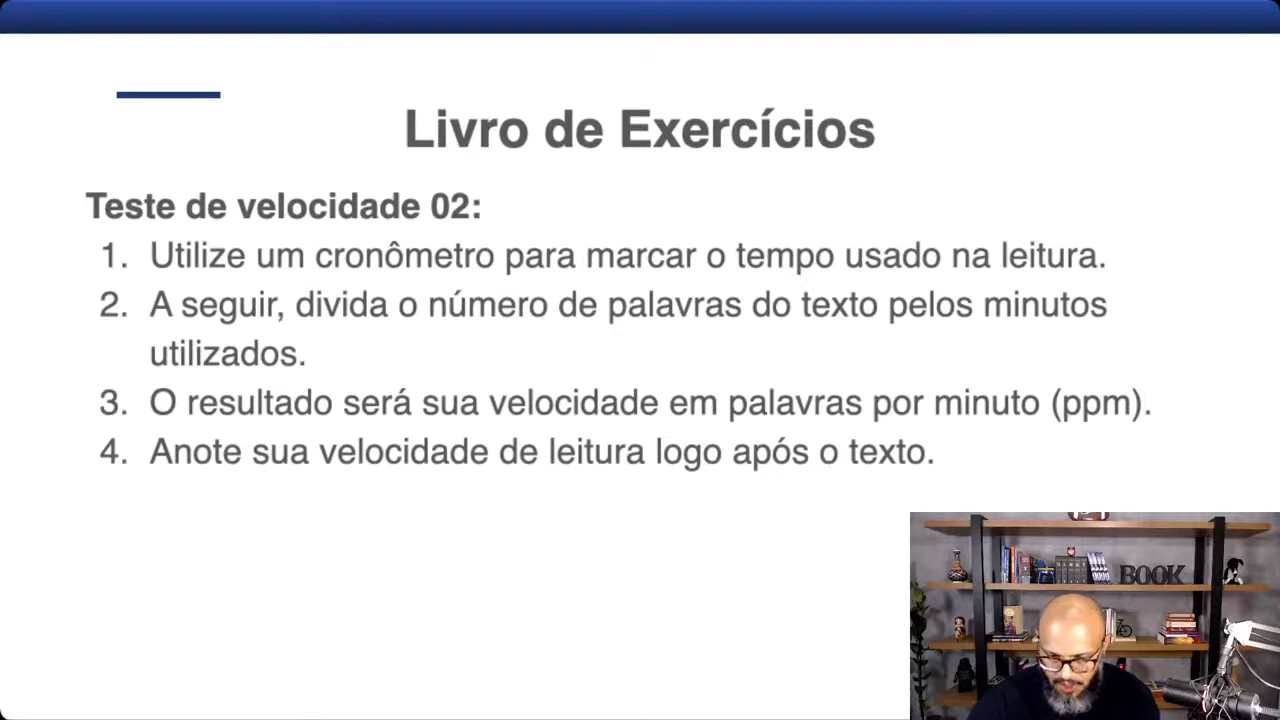 Livro de Exercícios
Teste de velocidade 02:
1. Utilize um cronômetro para marcar o tempo usado na leitura.
2. A seguir, divida o número de palavras do texto pelos minutos
utilizados.
3. O resultado será sua velocidade em palavras por minuto (ppm).
4. Anote sua velocidade de leitura logo após o texto.
BOOK